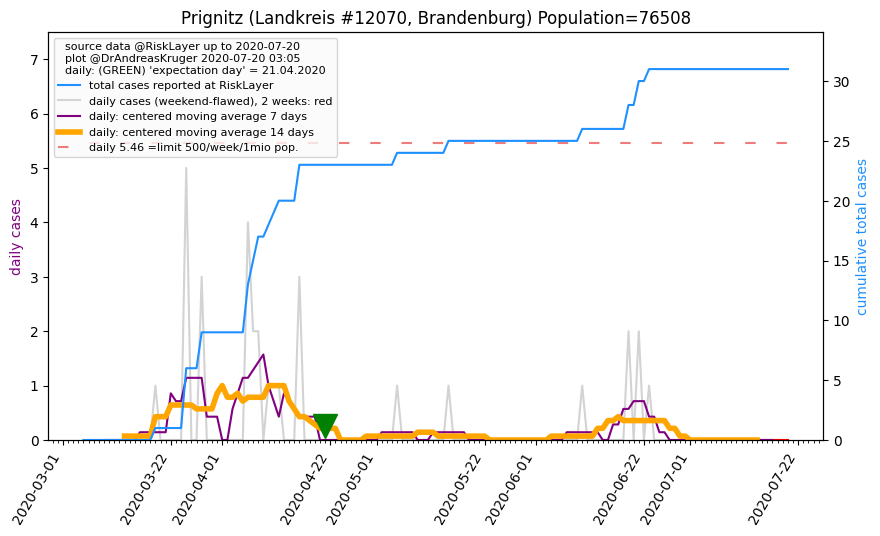 Prignitz (Landkreis #12070, Brandenburg) Population=76508
source data @RiskLayer up to 2020-07-20
plot @DrAndreasKruger 2020-07-20 03:05
daily: (GREEN) 'expectation day' = 21.04.2020
total cases reported at RiskLayer
daily cases (weekend-flawed), 2 weeks: red
daily: centered moving average 7 days
daily: centered moving average 14 days
daily 5.46 =limit 500/week/1mio pop.
daily cases
7
6
5
4
3
2
1
0
cumulative total cases
30
25
20
15
10
5
0
2020-03-01
2020-03-22
2020-04-01
2020-04-22
2020-05-01
2020-05-22
2020-06-01
2020-06-22
2020-07-01
2020-07-22